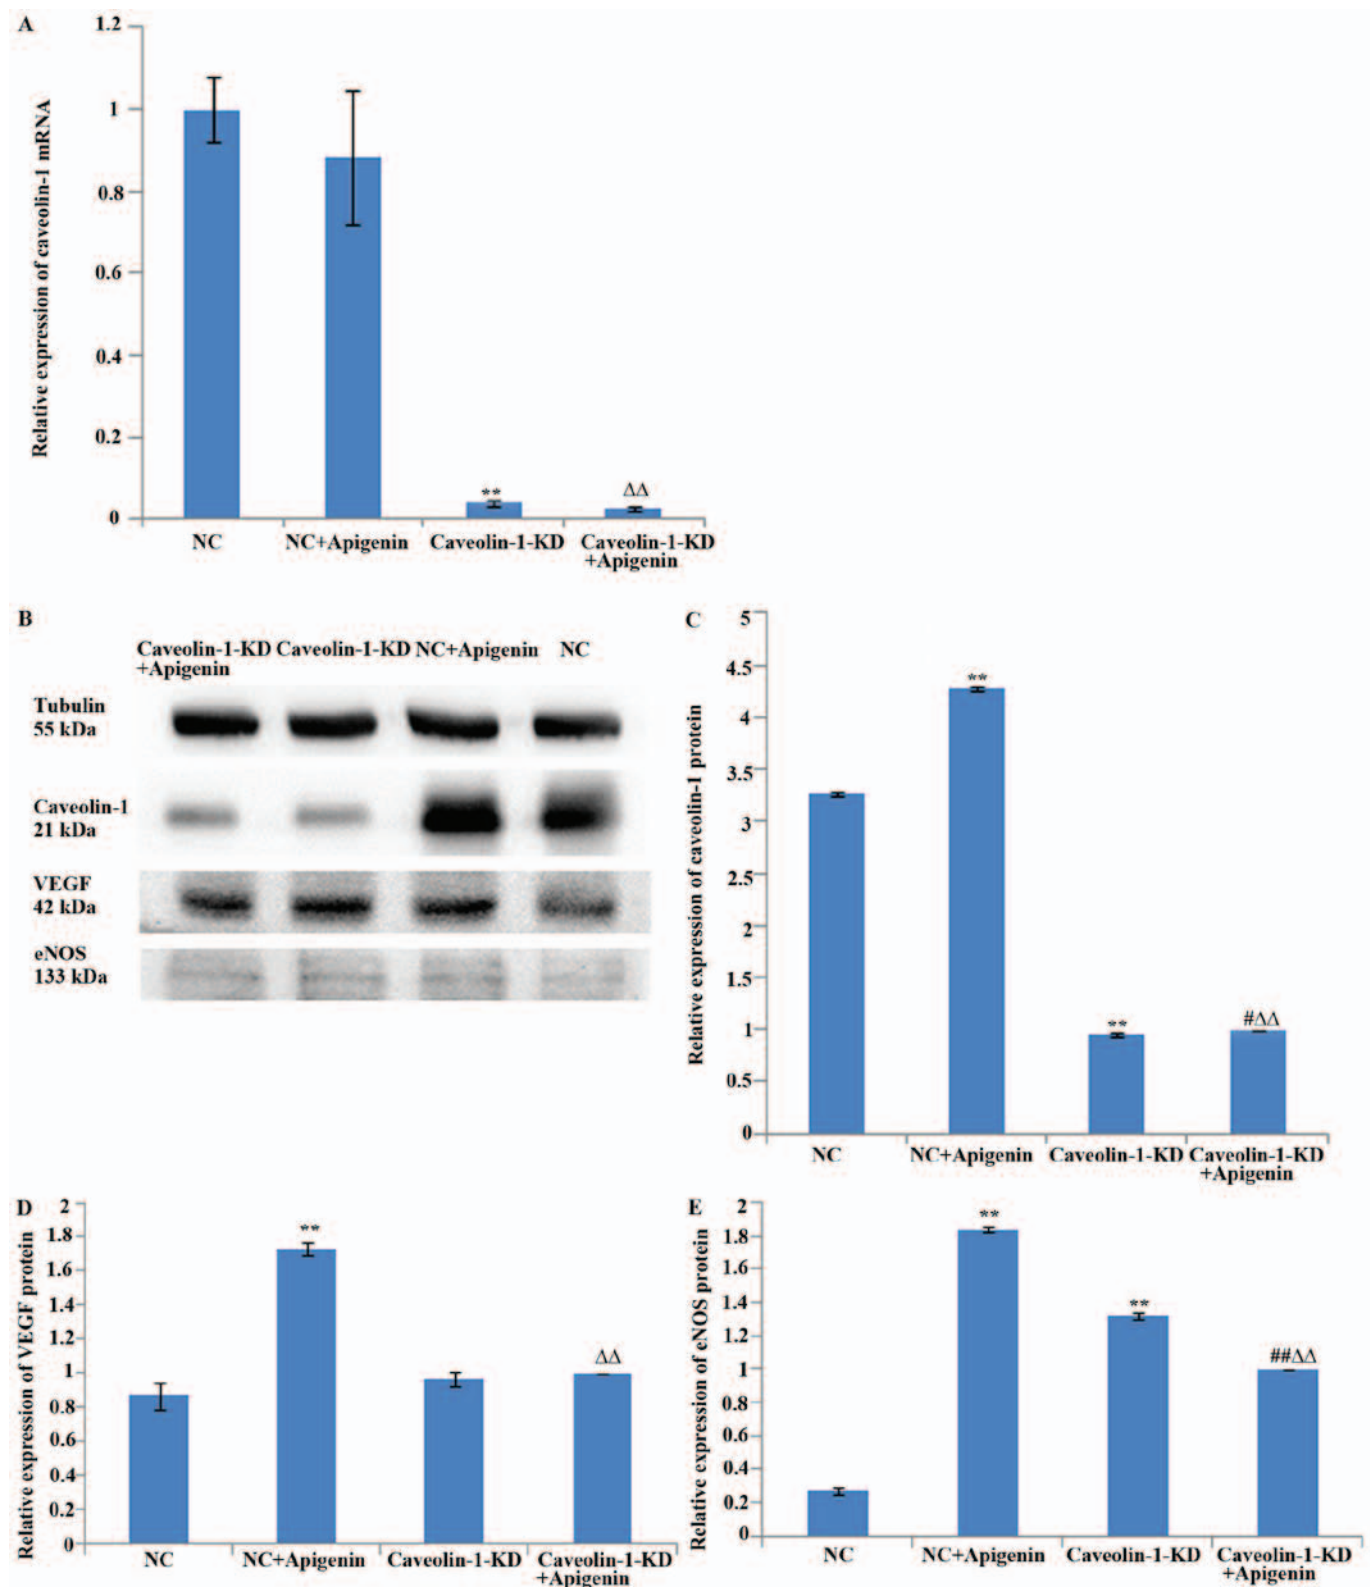 A
Relative expression of caveolin-1 mRNA
1.2
1
0.8
0.6
0.4
0.2
0
**
ΔΔ
NC
NC+Apigenin
Caveolin-1-KD
Caveolin-1-KD
+Apigenin
B
Caveolin-1-KD
+Apigenin
Caveolin-1-KD
NC+Apigenin
NC
Tubulin
55 kDa
Caveolin-1
21 kDa
VEGF
42 kDa
eNOS
133 kDa
C
Relative expression of caveolin-1 protein
5
4.5
4
3.5
3
2.5
2
1.5
1
0.5
0
**
**
#ΔΔ
NC
NC+Apigenin
Caveolin-1-KD
Caveolin-1-KD
+Apigenin
D
Relative expression of VEGF protein
2
1.8
1.6
1.4
1.2
1
0.8
0.6
0.4
0.2
0
**
ΔΔ
NC
NC+Apigenin
Caveolin-1-KD
Caveolin-1-KD
+Apigenin
E
Relative expression of eNOS protein
2
1.8
1.6
1.4
1.2
1
0.8
0.6
0.4
0.2
0
**
**
##ΔΔ
NC
NC+Apigenin
Caveolin-1-KD
Caveolin-1-KD
+Apigenin